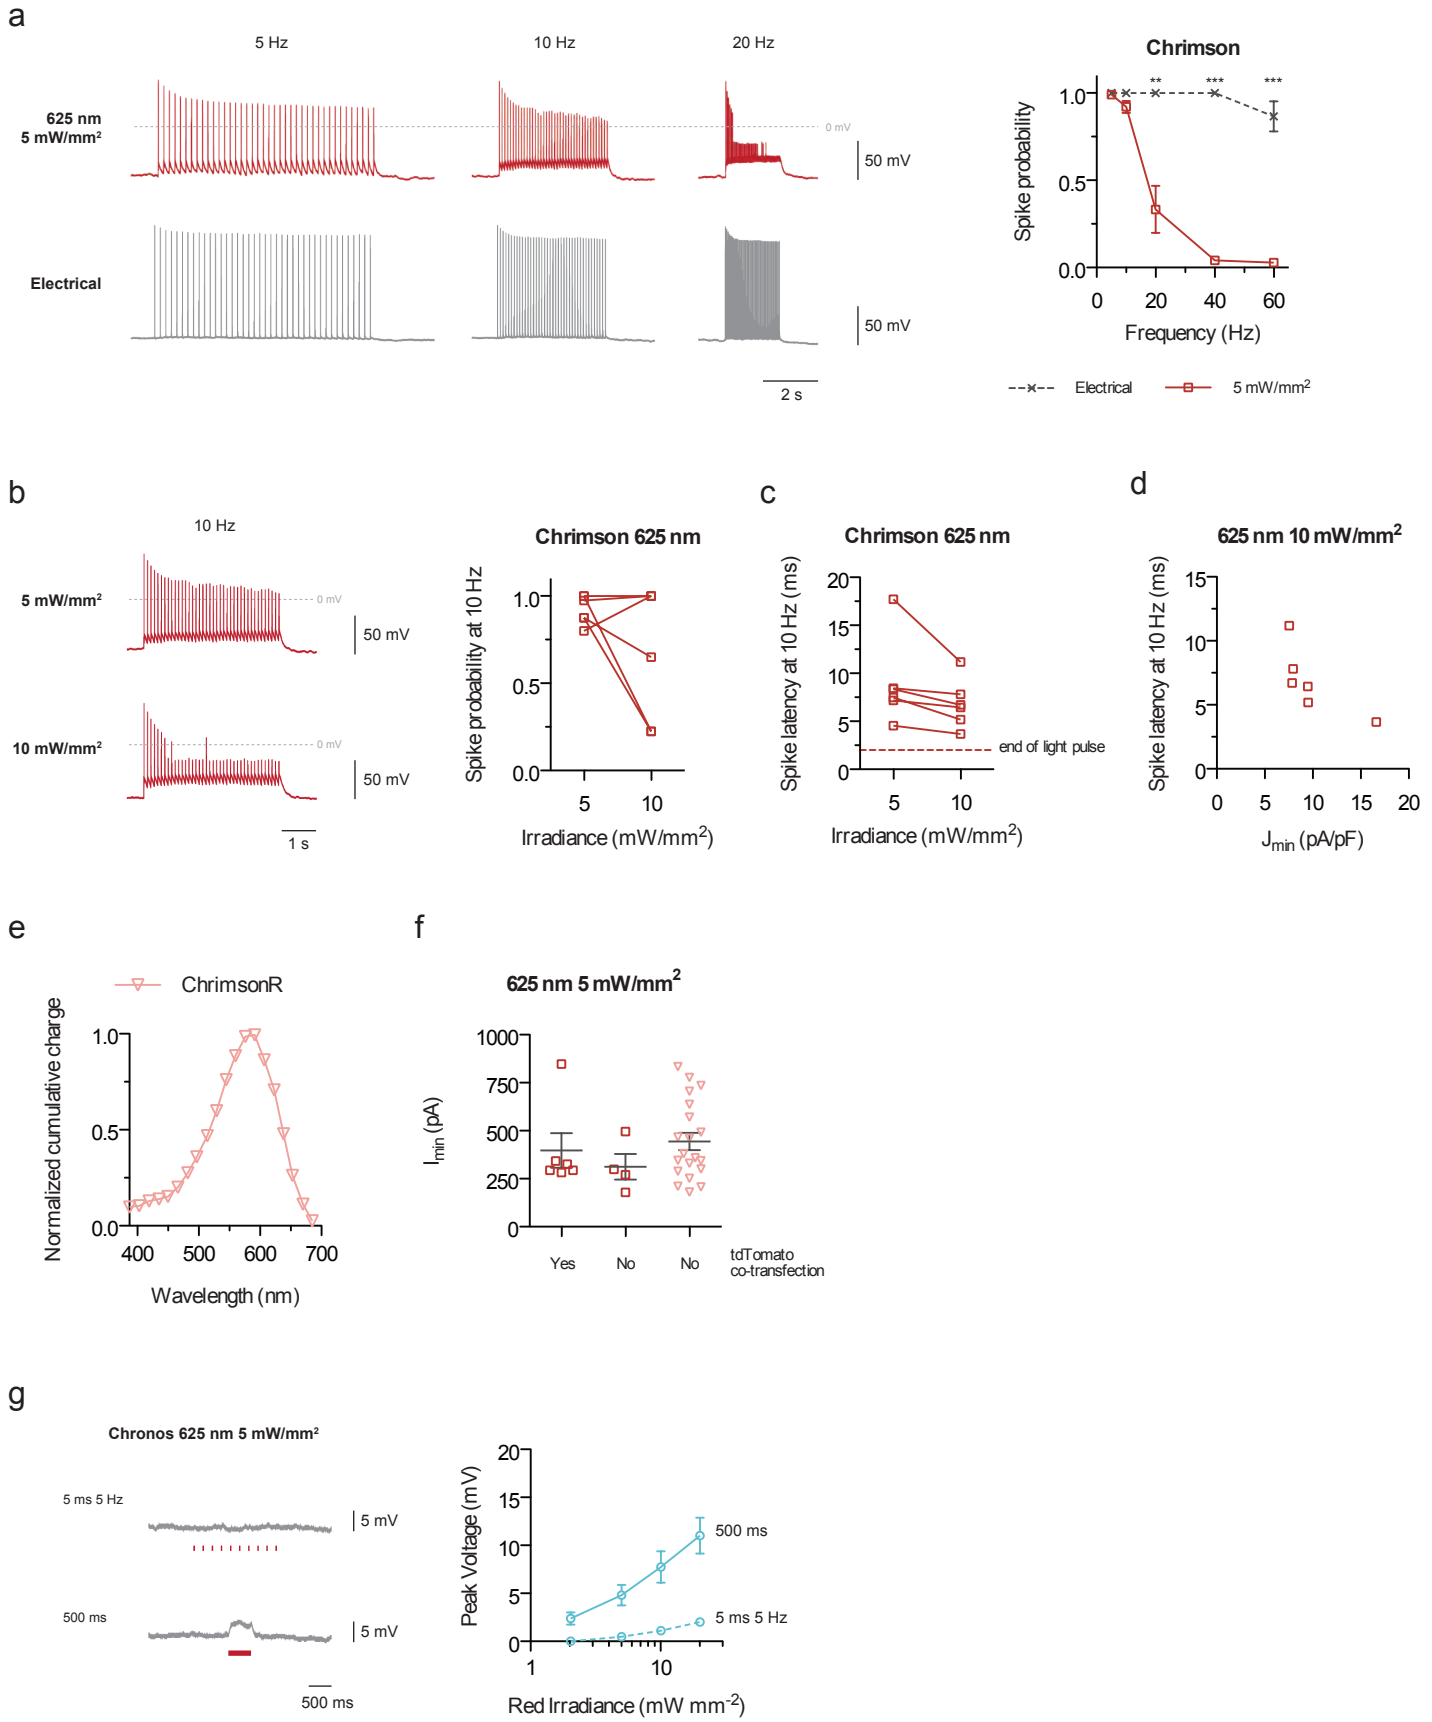 a
5 Hz
10 Hz
20 Hz
625 nm
5 mW/mm²
0 mV
50 mV
Electrical
50 mV
2 s
Chrimson
** *** ***
1.0
0.5
0.0
Spike probability
0 20 40 60
Frequency (Hz)
Electrical 5 mW/mm²
b
10 Hz
5 mW/mm²
0 mV
50 mV
10 mW/mm²
0 mV
50 mV
1 s
Chrimson 625 nm
Spike probability at 10 Hz
1.0
0.5
0.0
5 10
Irradiance (mW/mm²)
c
Chrimson 625 nm
Spike latency at 10 Hz (ms)
20
15
10
5
0
end of light pulse
5 10
Irradiance (mW/mm²)
d
625 nm 10 mW/mm²
Spike latency at 10 Hz (ms)
15
10
5
0
0 5 10 15 20
Jmin (pA/pF)
e
ChrimsonR
Normalized cumulative charge
1.0
0.5
0.0
400 500 600 700
Wavelength (nm)
f
625 nm 5 mW/mm²
Imin (pA)
1000
750
500
250
0
Yes No No
tdTomato
co-transfection
g
Chronos 625 nm 5 mW/mm²
5 ms 5 Hz
5 mV
500 ms
5 mV
500 ms
Peak Voltage (mV)
20
15
10
5
0
500 ms
5 ms 5 Hz
1 10
Red Irradiance (mW mm⁻²)